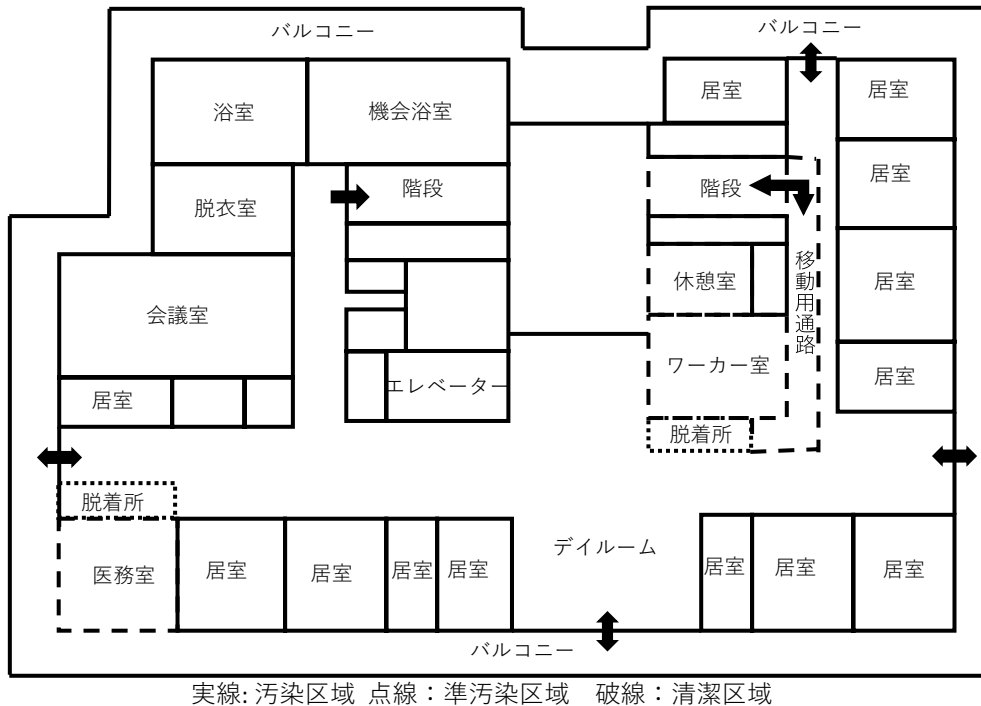 バルコニー
バルコニー
浴室
機会浴室
居室
居室
脱衣室
階段
階段
居室
会議室
休憩室
移動用通路
居室
ワーカー室
居室
エレベーター
居室
脱着所
脱着所
医務室
居室
居室
居室
居室
デイルーム
居室
居室
居室
バルコニー
実線: 汚染区域 点線：準汚染区域 破線：清潔区域